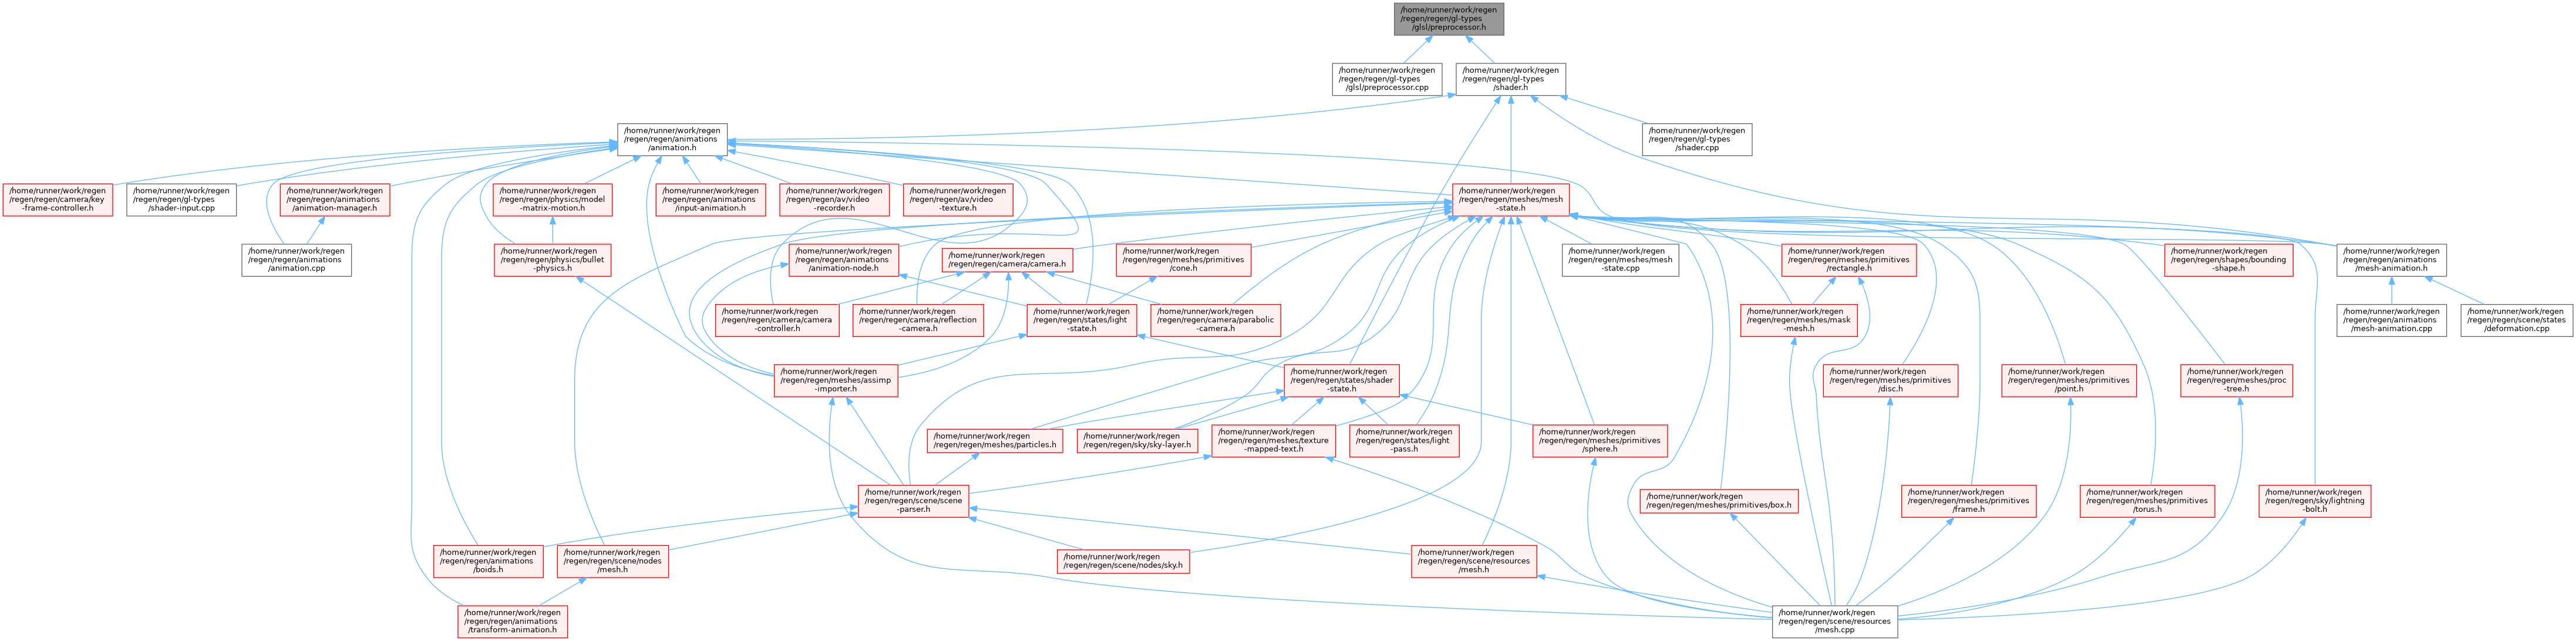 /home/runner/work/regen
/regen/regen/gl-types
/glsl/preprocessor.h
/home/runner/work/regen
/regen/regen/gl-types
/glsl/preprocessor.cpp
/home/runner/work/regen
/regen/regen/gl-types
/shader.h
/home/runner/work/regen
/regen/regen/animations
/animation.h
/home/runner/work/regen
/regen/regen/gl-types
/shader.cpp
/home/runner/work/regen
/regen/regen/camera/key
-frame-controller.h
/home/runner/work/regen
/regen/regen/gl-types
/shader-input.cpp
/home/runner/work/regen
/regen/regen/animations
/animation-manager.h
/home/runner/work/regen
/regen/regen/physics/model
-matrix-motion.h
/home/runner/work/regen
/regen/regen/animations
/input-animation.h
/home/runner/work/regen
/regen/regen/av/video
-recorder.h
/home/runner/work/regen
/regen/regen/av/video
-texture.h
/home/runner/work/regen
/regen/regen/meshes/mesh
-state.h
/home/runner/work/regen
/regen/regen/animations
/animation.cpp
/home/runner/work/regen
/regen/regen/physics/bullet
-physics.h
/home/runner/work/regen
/regen/regen/animations
/animation-node.h
/home/runner/work/regen
/regen/regen/camera/camera.h
/home/runner/work/regen
/regen/regen/meshes/primitives
/cone.h
/home/runner/work/regen
/regen/regen/meshes/mesh
-state.cpp
/home/runner/work/regen
/regen/regen/meshes/primitives
/rectangle.h
/home/runner/work/regen
/regen/regen/shapes/bounding
-shape.h
/home/runner/work/regen
/regen/regen/animations
/mesh-animation.h
/home/runner/work/regen
/regen/regen/camera/camera
-controller.h
/home/runner/work/regen
/regen/regen/camera/reflection
-camera.h
/home/runner/work/regen
/regen/regen/states/light
-state.h
/home/runner/work/regen
/regen/regen/camera/parabolic
-camera.h
/home/runner/work/regen
/regen/regen/meshes/mask
-mesh.h
/home/runner/work/regen
/regen/regen/animations
/mesh-animation.cpp
/home/runner/work/regen
/regen/regen/scene/states
/deformation.cpp
/home/runner/work/regen
/regen/regen/meshes/assimp
-importer.h
/home/runner/work/regen
/regen/regen/states/shader
-state.h
/home/runner/work/regen
/regen/regen/meshes/primitives
/disc.h
/home/runner/work/regen
/regen/regen/meshes/primitives
/point.h
/home/runner/work/regen
/regen/regen/meshes/proc
-tree.h
/home/runner/work/regen
/regen/regen/meshes/particles.h
/home/runner/work/regen
/regen/regen/sky/sky-layer.h
/home/runner/work/regen
/regen/regen/meshes/texture
-mapped-text.h
/home/runner/work/regen
/regen/regen/states/light
-pass.h
/home/runner/work/regen
/regen/regen/meshes/primitives
/sphere.h
/home/runner/work/regen
/regen/regen/scene/scene
-parser.h
/home/runner/work/regen
/regen/regen/meshes/primitives/box.h
/home/runner/work/regen
/regen/regen/meshes/primitives
/frame.h
/home/runner/work/regen
/regen/regen/meshes/primitives
/torus.h
/home/runner/work/regen
/regen/regen/sky/lightning
-bolt.h
/home/runner/work/regen
/regen/regen/animations
/boids.h
/home/runner/work/regen
/regen/regen/scene/nodes
/mesh.h
/home/runner/work/regen
/regen/regen/scene/nodes/sky.h
/home/runner/work/regen
/regen/regen/scene/resources
/mesh.h
/home/runner/work/regen
/regen/regen/animations
/transform-animation.h
/home/runner/work/regen
/regen/regen/scene/resources
/mesh.cpp